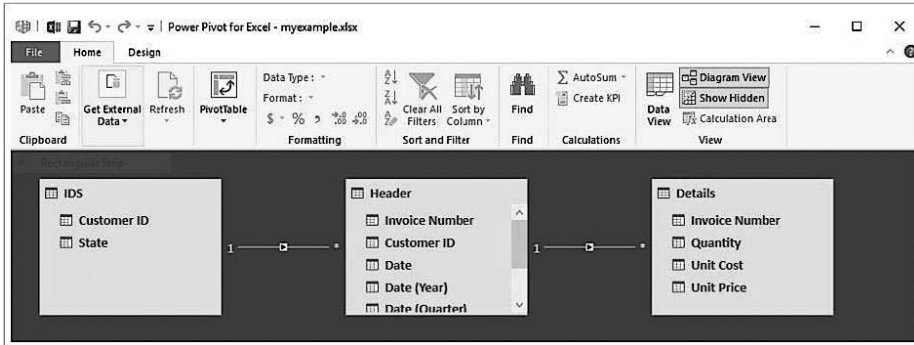 Power Pivot for Excel - myexample.xlsx
File Home Design
Paste
Clipboard
Get External Data
Refresh
PivotTable
Data Type :
Format :
$ % ,
Formatting
Clear All Filters
Sort by Column
Sort and Filter
Find
Find
AutoSum
Create KPI
Calculations
Data View
Diagram View
Show Hidden
Calculation Area
View
Rectangular Snip
IDS
Customer ID
State
1 *
Header
Invoice Number
Customer ID
Date
Date (Year)
Date (Quarter)
1 *
Details
Invoice Number
Quantity
Unit Cost
Unit Price